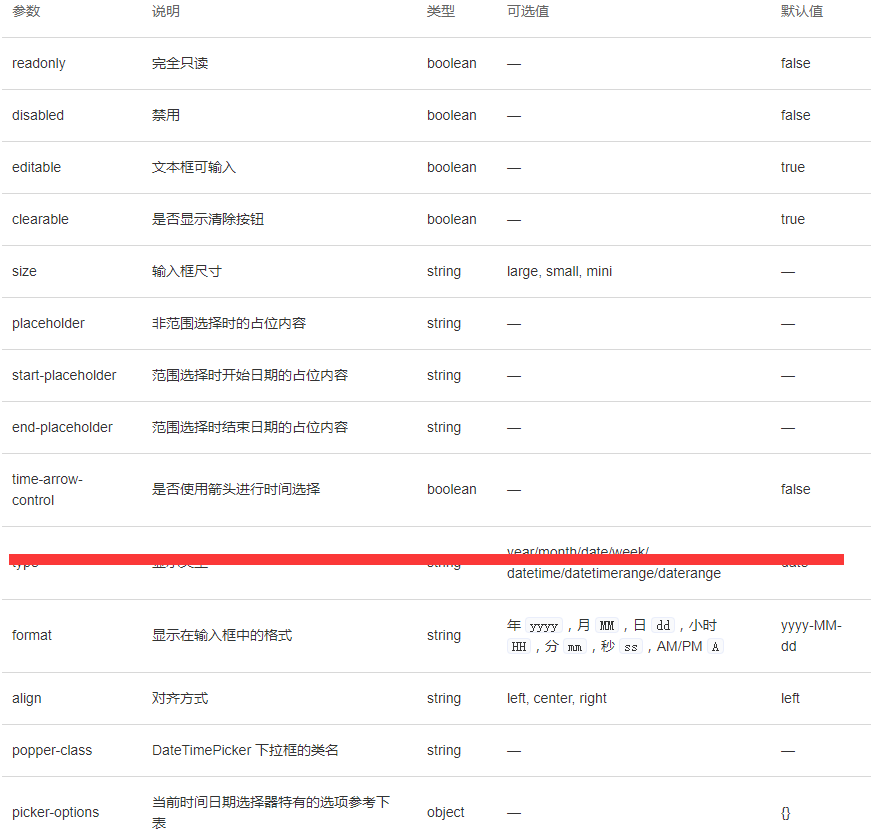 参数 说明 类型 可选值 默认值
readonly 完全只读 boolean — false
disabled 禁用 boolean — false
editable 文本框可输入 boolean — true
clearable 是否显示清除按钮 boolean — true
size 输入框尺寸 string large, small, mini —
placeholder 非范围选择时的占位内容 string — —
start-placeholder 范围选择时开始日期的占位内容 string — —
end-placeholder 范围选择时结束日期的占位内容 string — —
time-arrow-
control 是否使用箭头进行时间选择 boolean — false
year/month/date/week/
type string date
datetime/datetimerange/daterange
format 显示在输入框中的格式 string 年 yyyy，月 MM，日 dd，小时
HH，分 mm，秒 ss，AM/PM A yyyy-MM-
dd
align 对齐方式 string left, center, right left
popper-class DateTimePicker 下拉框的类名 string — —
picker-options 当前时间日期选择器特有的选项参考下
表 object — {}